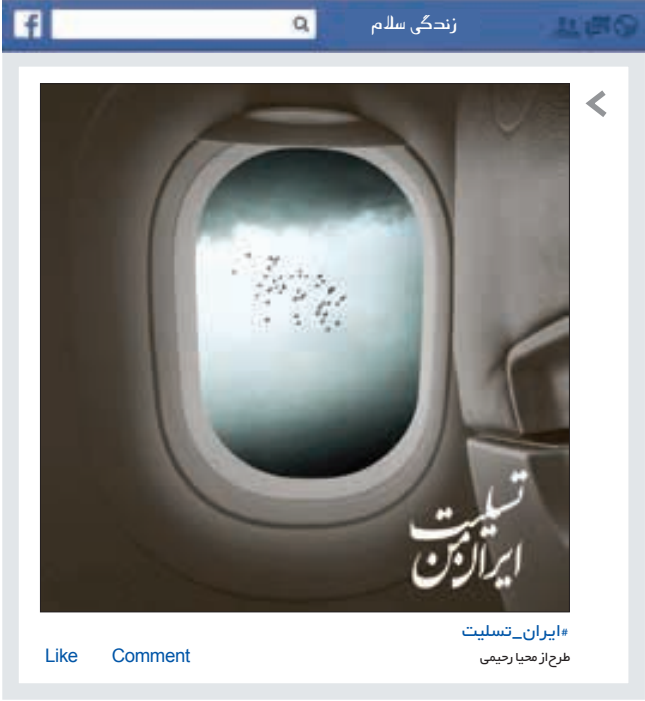 زندگی سلام
تسلیت
ایران من
#ایران_تسلیت
طرح از محیا رحیمی
Like Comment